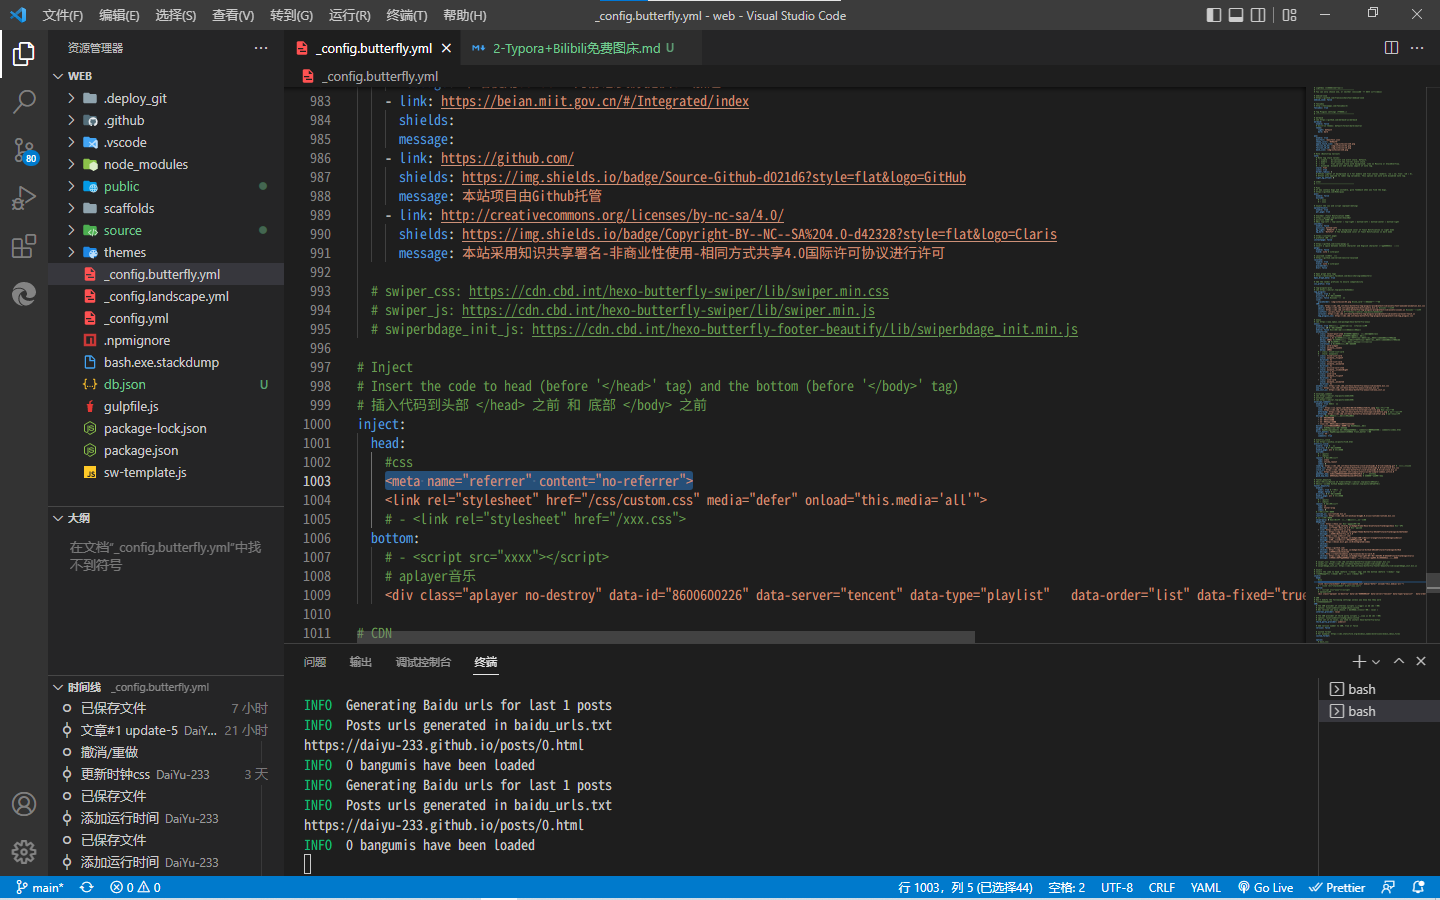 文件(F) 编辑(E) 选择(S) 查看(V) 转到(G) 运行(R) 终端(T) 帮助(H) _config.butterfly.yml - web - Visual Studio Code
资源管理器
WEB
.deploy_git
.github
.vscode
node_modules
public
scaffolds
source
themes
_config.butterfly.yml
_config.landscape.yml
_config.yml
.npmignore
bash.exe.stackdump
db.json U
gulpfile.js
package-lock.json
package.json
sw-template.js
80
大纲
在文档"_config.butterfly.yml"中找
不到符号
时间线 _config.butterfly.yml
已保存文件 7 小时
文章#1 update-5 DaiY... 21 小时
撤消/重做
更新时钟css DaiYu-233 3 天
已保存文件
添加运行时间 DaiYu-233
已保存文件
添加运行时间 DaiYu-233
_config.butterfly.yml 2-Typora+Bilibili免费图床.md U
_config.butterfly.yml
983 - link: https://beian.miit.gov.cn/#/Integrated/index
984 shields:
985 message:
986 - link: https://github.com/
987 shields: https://img.shields.io/badge/Source-Github-d021d6?style=flat&logo=GitHub
988 message: 本站项目由Github托管
989 - link: http://creativecommons.org/licenses/by-nc-sa/4.0/
990 shields: https://img.shields.io/badge/Copyright-BY--NC--SA%204.0-d42328?style=flat&logo=Claris
991 message: 本站采用知识共享署名-非商业性使用-相同方式共享4.0国际许可协议进行许可
992
993 # swiper_css: https://cdn.cbd.int/hexo-butterfly-swiper/lib/swiper.min.css
994 # swiper_js: https://cdn.cbd.int/hexo-butterfly-swiper/lib/swiper.min.js
995 # swiperbdage_init_js: https://cdn.cbd.int/hexo-butterfly-footer-beautify/lib/swiperbdage_init.min.js
996
997 # Inject
998 # Insert the code to head (before '</head>' tag) and the bottom (before '</body>' tag)
999 # 插入代码到头部 </head> 之前 和 底部 </body> 之前
1000 inject:
1001 head:
1002 #css
1003 <meta name="referrer" content="no-referrer">
1004 <link rel="stylesheet" href="/css/custom.css" media="defer" onload="this.media='all'">
1005 # - <link rel="stylesheet" href="/xxx.css">
1006 bottom:
1007 # - <script src="xxxx"></script>
1008 # aplayer音乐
1009 <div class="aplayer no-destroy" data-id="8600600226" data-server="tencent" data-type="playlist" data-order="list" data-fixed="true
1010
1011 # CDN
问题 输出 调试控制台 终端
INFO Generating Baidu urls for last 1 posts
INFO Posts urls generated in baidu_urls.txt
https://daiyu-233.github.io/posts/0.html
INFO 0 bangumis have been loaded
INFO Generating Baidu urls for last 1 posts
INFO Posts urls generated in baidu_urls.txt
https://daiyu-233.github.io/posts/0.html
INFO 0 bangumis have been loaded
bash
bash
main* 0 0 行 1003，列 5 (已选择44) 空格: 2 UTF-8 CRLF YAML Go Live Prettier